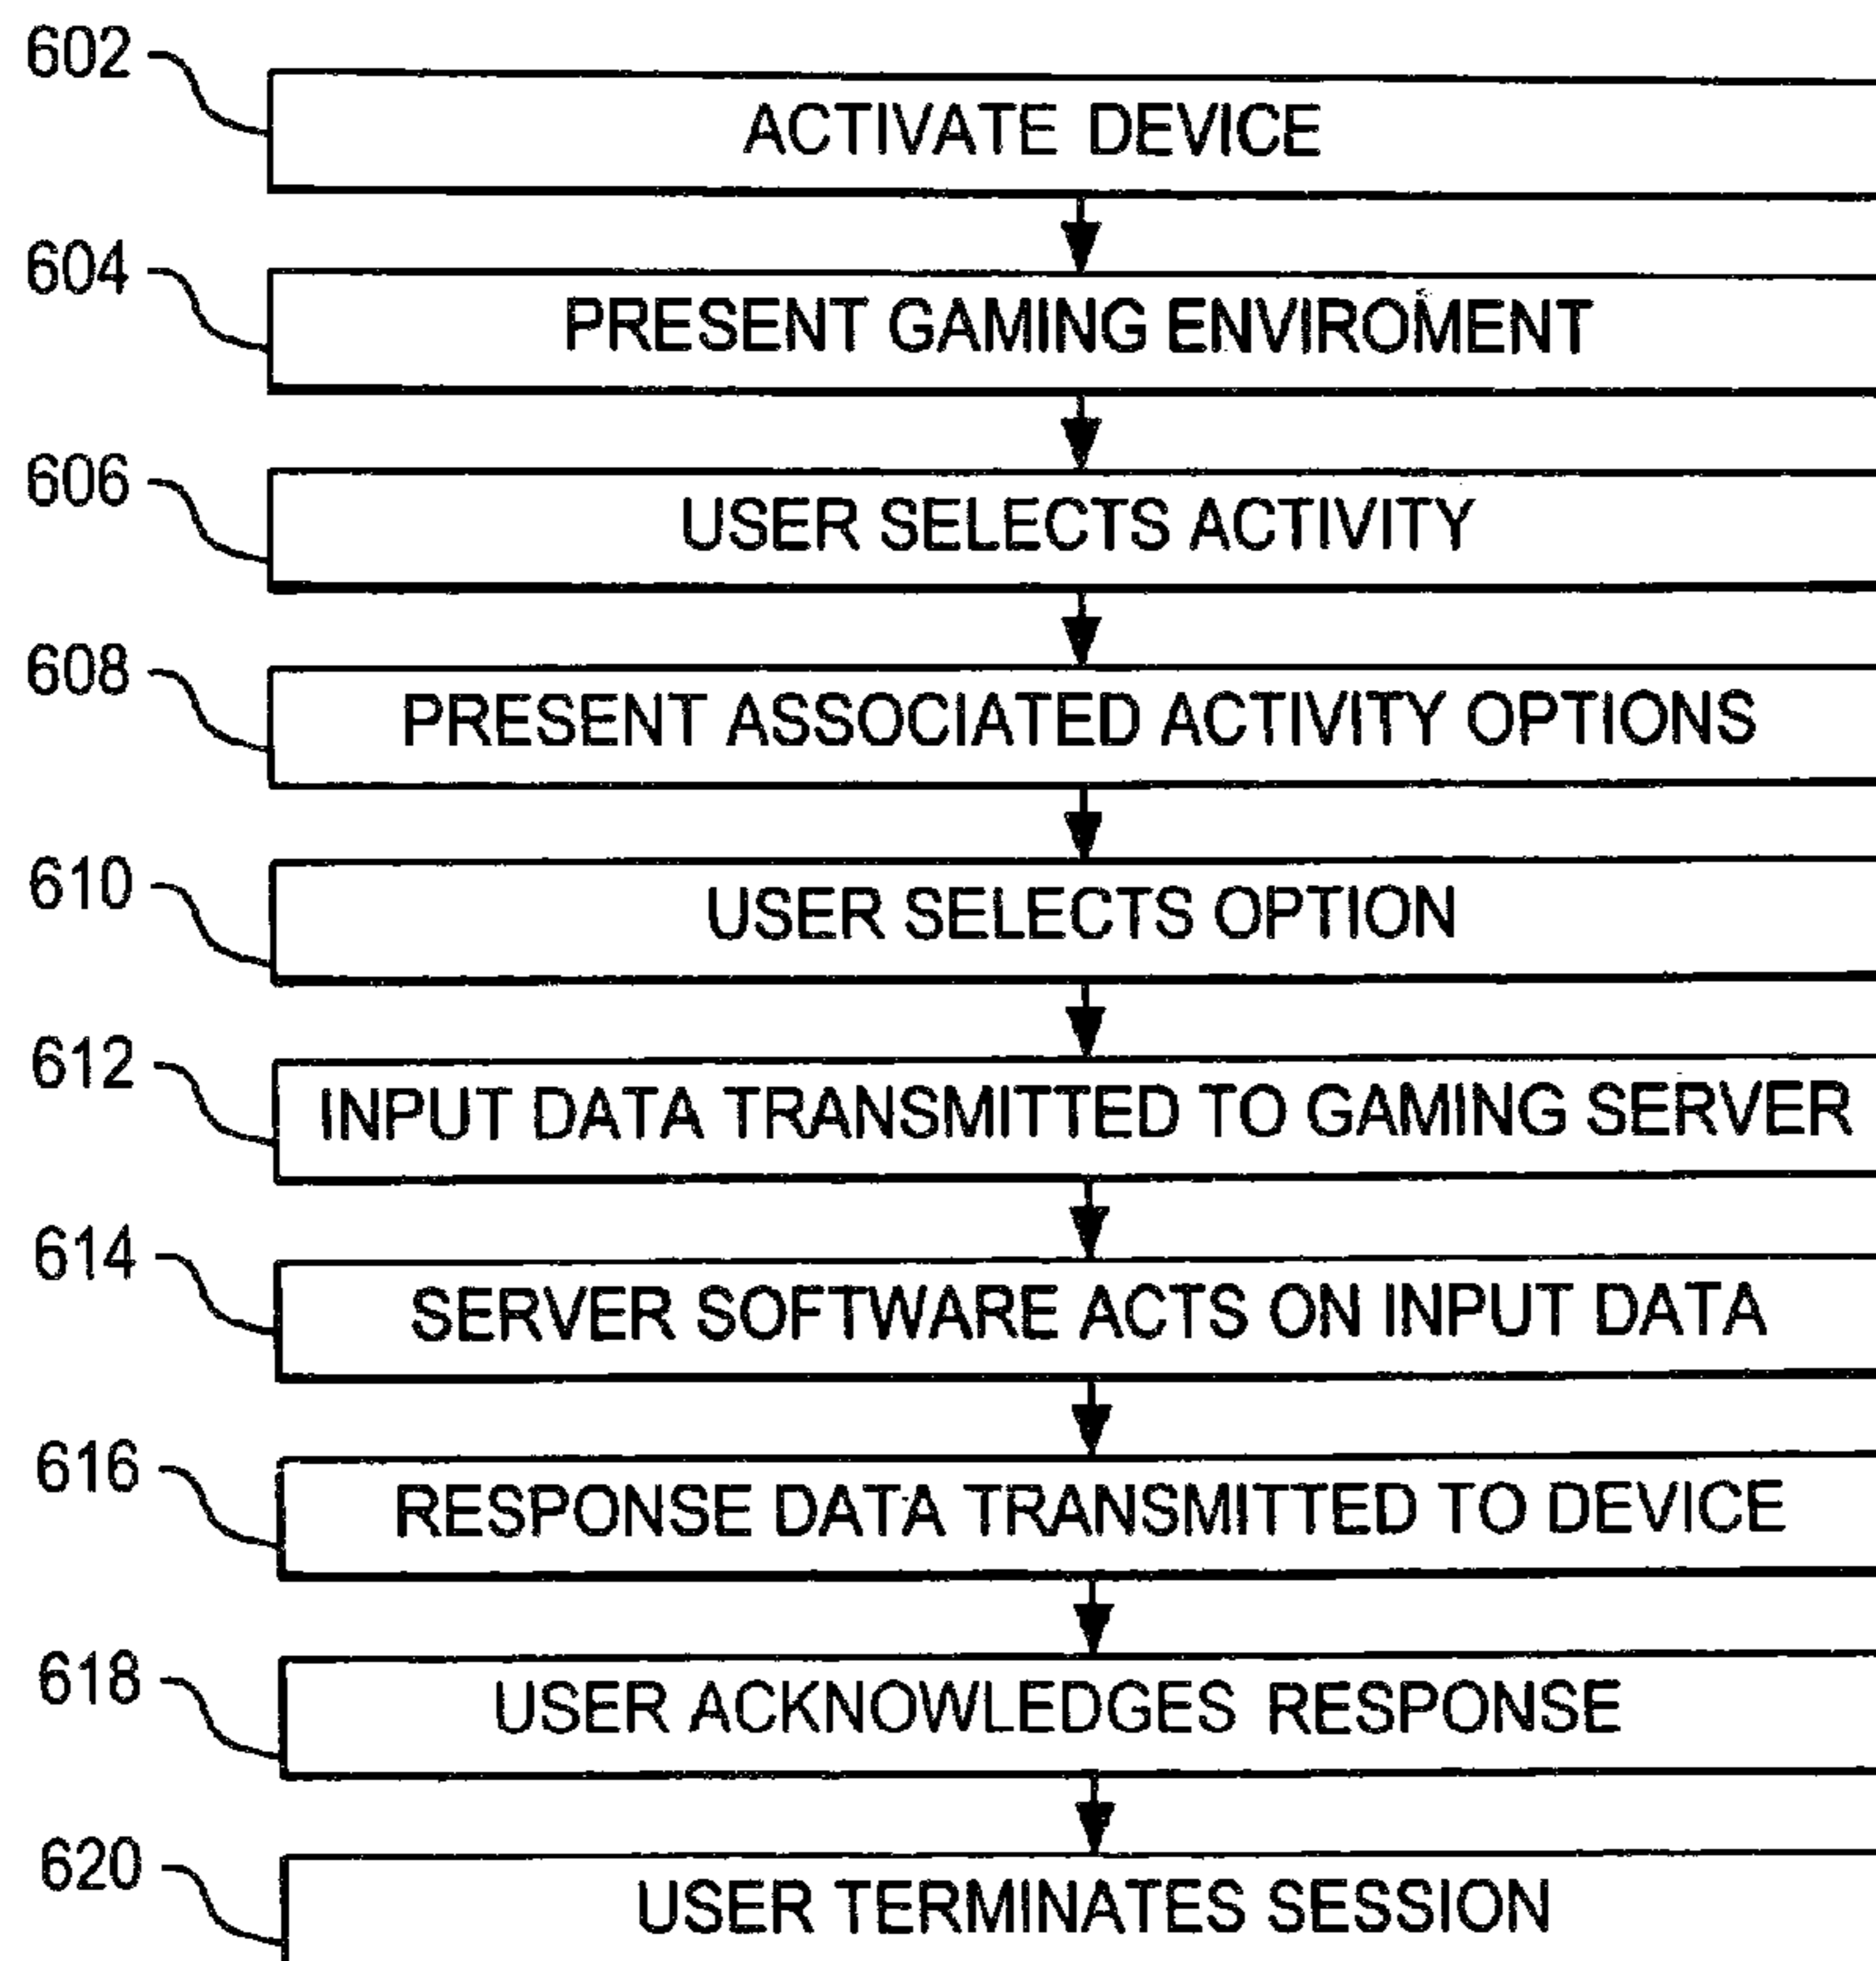 602
ACTIVATE DEVICE
604
PRESENT GAMING ENVIROMENT
606
USER SELECTS ACTIVITY
608
PRESENT ASSOCIATED ACTIVITY OPTIONS
610
USER SELECTS OPTION
612
INPUT DATA TRANSMITTED TO GAMING SERVER
614
SERVER SOFTWARE ACTS ON INPUT DATA
616
RESPONSE DATA TRANSMITTED TO DEVICE
618
USER ACKNOWLEDGES RESPONSE
620
USER TERMINATES SESSION